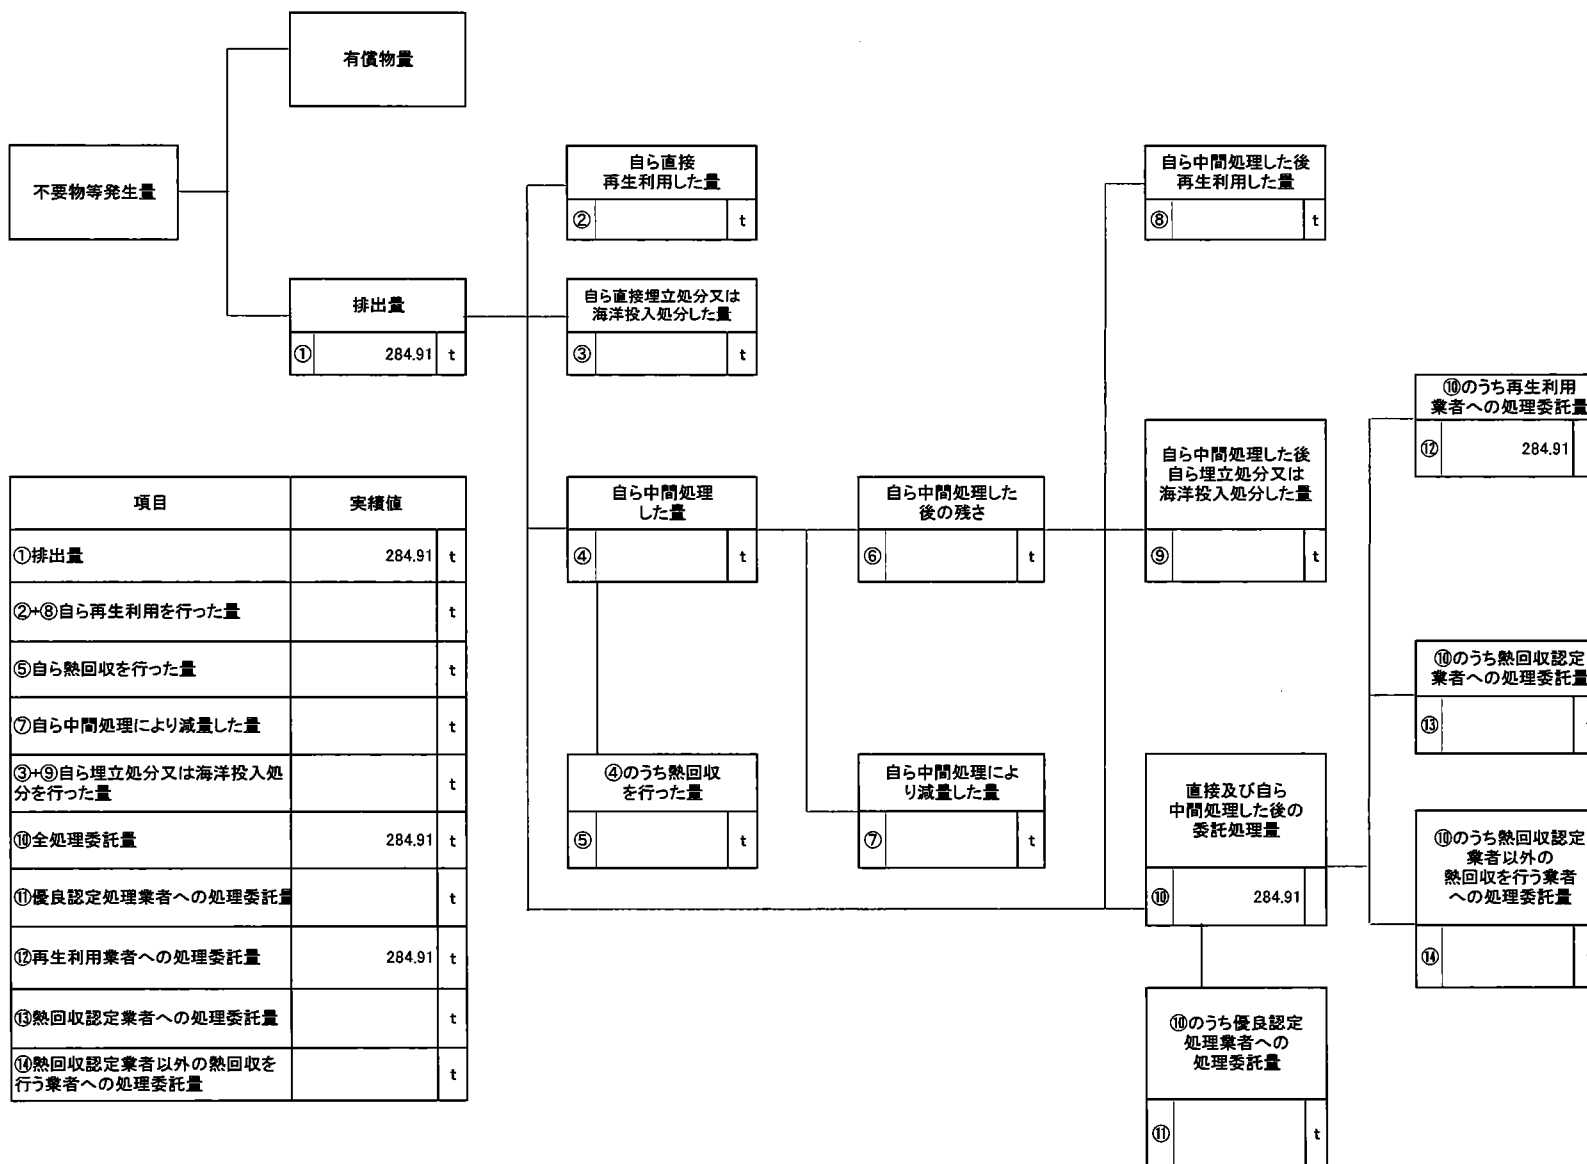 有償物量
不要物等発生量
排出量
① 284.91 t
自ら直接
再生利用した量
② t
自ら直接埋立処分又は
海洋投入処分した量
③ t
自ら中間処理
した量
④ t
④のうち熱回収
を行った量
⑤ t
自ら中間処理した
後の残さ
⑥ t
自ら中間処理によ
り減量した量
⑦ t
自ら中間処理した後
再生利用した量
⑧ t
自ら中間処理した後
自ら埋立処分又は
海洋投入処分した量
⑨ t
直接及び自ら
中間処理した後の
委託処理量
⑩ 284.91
⑩のうち優良認定
処理業者への
処理委託量
⑪ t
⑩のうち再生利用
業者への処理委託量
⑫ 284.91
⑩のうち熱回収認定
業者への処理委託量
⑬
⑩のうち熱回収認定
業者以外の
熱回収を行う業者
への処理委託量
⑭
項目 実績値
①排出量 284.91 t
②+⑧自ら再生利用を行った量 t
⑤自ら熱回収を行った量 t
⑦自ら中間処理により減量した量 t
③+⑨自ら埋立処分又は海洋投入処
分を行った量 t
⑩全処理委託量 284.91 t
⑪優良認定処理業者への処理委託量 t
⑫再生利用業者への処理委託量 284.91 t
⑬熱回収認定業者への処理委託量 t
⑭熱回収認定業者以外の熱回収を
行う業者への処理委託量 t